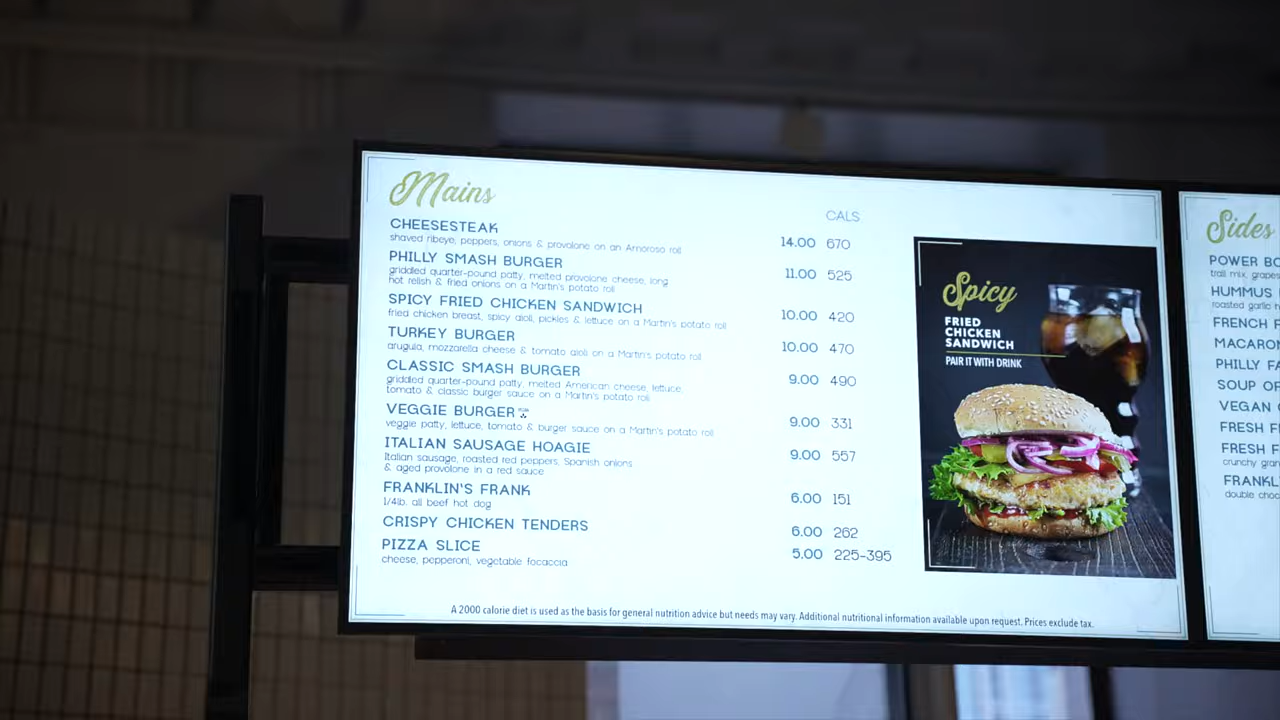 Mains
CALS
CHEESESTEAK
shaved ribeye, peppers, onions & provolone on an Amoroso roll
14.00 670
PHILLY SMASH BURGER
griddled quarter-pound patty, melted provolone cheese, long
hot relish & fried onions on a Martin's potato roll
11.00 525
SPICY FRIED CHICKEN SANDWICH
fried chicken breast, spicy aioli, pickles & lettuce on a Martin's potato roll
10.00 420
TURKEY BURGER
arugula, mozzarella cheese & tomato aioli on a Martin's potato roll
10.00 470
CLASSIC SMASH BURGER
griddled quarter-pound patty, melted American cheese, lettuce,
tomato & classic burger sauce on a Martin's potato roll
9.00 490
VEGGIE BURGER
veggie patty, lettuce, tomato & burger sauce on a Martin's potato roll
9.00 331
ITALIAN SAUSAGE HOAGIE
Italian sausage, roasted red peppers, Spanish onions
& aged provolone in a red sauce
9.00 557
FRANKLIN'S FRANK
1/4lb. all beef hot dog
6.00 151
CRISPY CHICKEN TENDERS
6.00 262
PIZZA SLICE
cheese, pepperoni, vegetable focaccia
5.00 225-395
A 2000 calorie diet is used as the basis for general nutrition advice but needs may vary. Additional nutritional information available upon request. Prices exclude tax.
Spicy
FRIED
CHICKEN
SANDWICH
PAIR IT WITH DRINK
Sides
POWER BO
trail mix, grapes
HUMMUS
roasted garlic
FRENCH F
MACARON
PHILLY FA
SOUP OF
VEGAN
FRESH F
FRESH F
crunchy gran
FRANKL
double choc